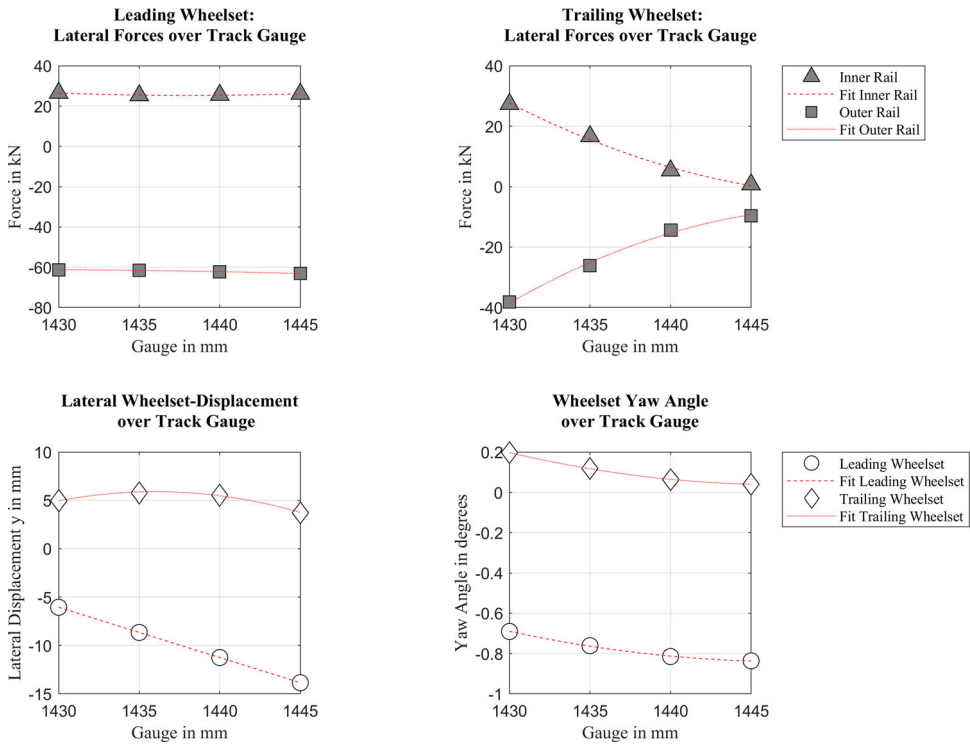 Leading Wheelset:
Lateral Forces over Track Gauge
40
20
0
-20
-40
-60
-80
Force in kN
1430 1435 1440 1445
Gauge in mm
Trailing Wheelset:
Lateral Forces over Track Gauge
40
20
0
-20
-40
Force in kN
1430 1435 1440 1445
Gauge in mm
Inner Rail
Fit Inner Rail
Outer Rail
Fit Outer Rail
Lateral Wheelset-Displacement
over Track Gauge
10
5
0
-5
-10
-15
Lateral Displacement y in mm
1430 1435 1440 1445
Gauge in mm
Wheelset Yaw Angle
over Track Gauge
0.2
0
-0.2
-0.4
-0.6
-0.8
-1
Yaw Angle in degrees
1430 1435 1440 1445
Gauge in mm
Leading Wheelset
Fit Leading Wheelset
Trailing Wheelset
Fit Trailing Wheelset